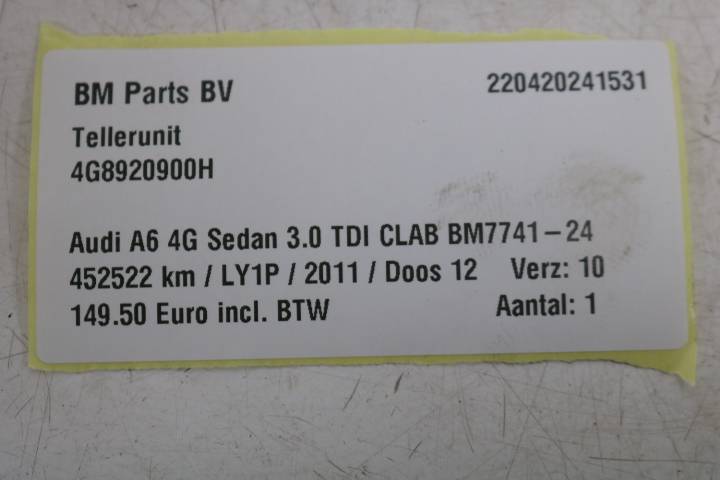 BM Parts BV 220420241531
Tellerunit
4G8920900H
Audi A6 4G Sedan 3.0 TDI CLAB BM7741-24
452522 km / LY1P / 2011 / Doos 12 Verz: 10
149.50 Euro incl. BTW Aantal: 1